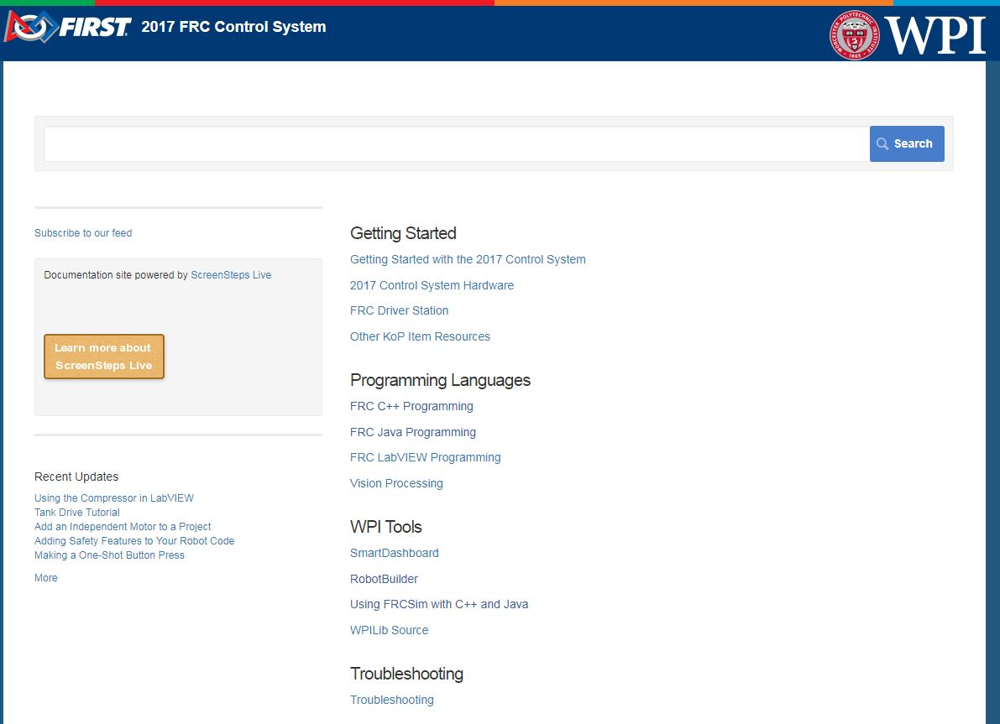 FIRST 2017 FRC Control System
WORCESTER POLYTECHNIC INSTITUTE
1865
WPI
Search
Subscribe to our feed
Documentation site powered by ScreenSteps Live
Learn more about
ScreenSteps Live
Recent Updates
Using the Compressor in LabVIEW
Tank Drive Tutorial
Add an Independent Motor to a Project
Adding Safety Features to Your Robot Code
Making a One-Shot Button Press
More
Getting Started
Getting Started with the 2017 Control System
2017 Control System Hardware
FRC Driver Station
Other KoP Item Resources
Programming Languages
FRC C++ Programming
FRC Java Programming
FRC LabVIEW Programming
Vision Processing
WPI Tools
SmartDashboard
RobotBuilder
Using FRCSim with C++ and Java
WPILib Source
Troubleshooting
Troubleshooting